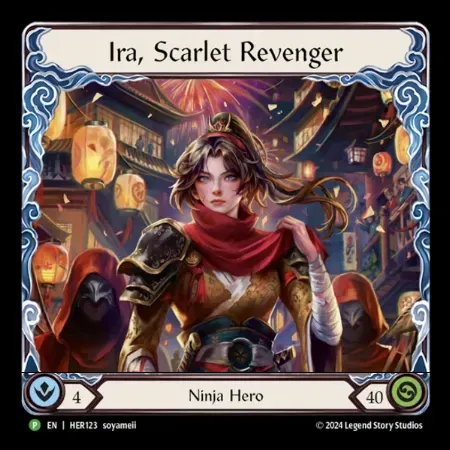 Ira, Scarlet Revenger
4 Ninja Hero 40
P EN | HER123 soyameii © 2024 Legend Story Studios